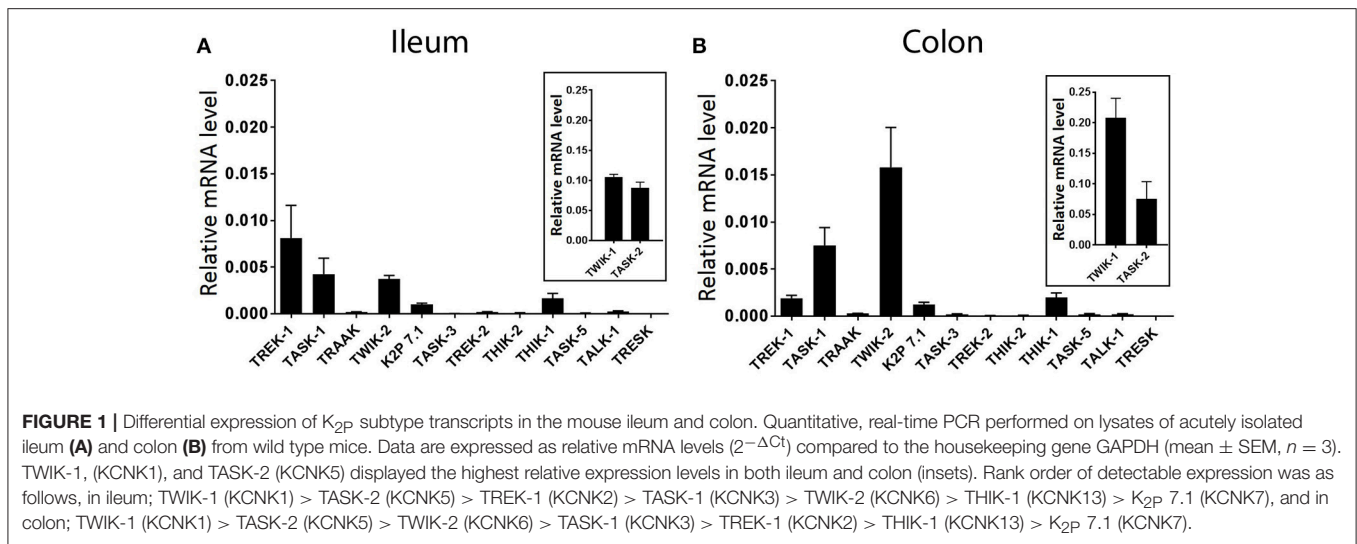 A Ileum
Relative mRNA level
0.025
0.020
0.015
0.010
0.005
0.000
TREK-1
TASK-1
TRAAK
TWIK-2
K2P 7.1
TASK-3
TREK-2
THIK-2
THIK-1
TASK-5
TALK-1
TRESK
Relative mRNA level
0.25
0.20
0.15
0.10
0.05
0.00
TWIK-1
TASK-2
B Colon
Relative mRNA level
0.025
0.020
0.015
0.010
0.005
0.000
TREK-1
TASK-1
TRAAK
TWIK-2
K2P 7.1
TASK-3
TREK-2
THIK-2
THIK-1
TASK-5
TALK-1
TRESK
Relative mRNA level
0.25
0.20
0.15
0.10
0.05
0.00
TWIK-1
TASK-2
FIGURE 1 | Differential expression of K2P subtype transcripts in the mouse ileum and colon. Quantitative, real-time PCR performed on lysates of acutely isolated
ileum (A) and colon (B) from wild type mice. Data are expressed as relative mRNA levels (2−ΔCt) compared to the housekeeping gene GAPDH (mean ± SEM, n = 3).
TWIK-1, (KCNK1), and TASK-2 (KCNK5) displayed the highest relative expression levels in both ileum and colon (insets). Rank order of detectable expression was as
follows, in ileum; TWIK-1 (KCNK1) > TASK-2 (KCNK5) > TREK-1 (KCNK2) > TASK-1 (KCNK3) > TWIK-2 (KCNK6) > THIK-1 (KCNK13) > K2P 7.1 (KCNK7), and in
colon; TWIK-1 (KCNK1) > TASK-2 (KCNK5) > TWIK-2 (KCNK6) > TASK-1 (KCNK3) > TREK-1 (KCNK2) > THIK-1 (KCNK13) > K2P 7.1 (KCNK7).